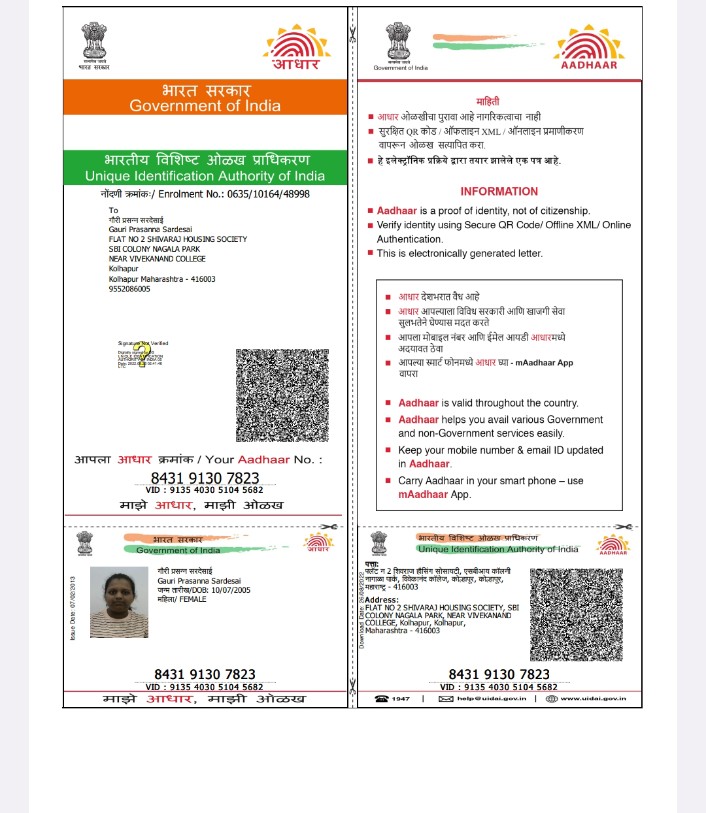 भारत सरकार
आधार
भारत सरकार
Government of India
भारतीय विशिष्ट ओळख प्राधिकरण
Unique Identification Authority of India
नोंदणी क्रमांकः/ Enrolment No.: 0635/10164/48998
To
गौरी प्रसन्न सरदेसाई
Gauri Prasanna Sardesai
FLAT NO 2 SHIVARAJ HOUSING SOCIETY
SBI COLONY NAGALA PARK
NEAR VIVEKANAND COLLEGE
Kolhapur
Kolhapur Maharashtra - 416003
9552086005
Signature Not Verified
आपला आधार क्रमांक / Your Aadhaar No. :
8431 9130 7823
VID : 9135 4030 5104 5682
माझे आधार, माझी ओळख
Government of India
AADHAAR
माहिती
आधार ओळखीचा पुरावा आहे नागरिकत्वाचा नाही
सुरक्षित QR कोड / ऑफलाइन XML / ऑनलाइन प्रमाणीकरण
वापरून ओळख सत्यापित करा.
हे इलेक्ट्रॉनिक प्रक्रिये द्वारा तयार झालेले एक पत्र आहे.
INFORMATION
Aadhaar is a proof of identity, not of citizenship.
Verify identity using Secure QR Code/ Offline XML/ Online
Authentication.
This is electronically generated letter.
आधार देशभरात वैध आहे
आधार आपल्याला विविध सरकारी आणि खाजगी सेवा
सुलभतेने घेण्यास मदत करते
आपला मोबाइल नंबर आणि ईमेल आपडी आधारमध्ये
अदयावत ठेवा
आपल्या स्मार्ट फोनमध्ये आधार घ्या - mAadhaar App
वापरा
Aadhaar is valid throughout the country.
Aadhaar helps you avail various Government
and non-Government services easily.
Keep your mobile number & email ID updated
in Aadhaar.
Carry Aadhaar in your smart phone – use
mAadhaar App.
भारत सरकार
Government of India
आधार
Issue Date: 07/02/2013
गौरी प्रसन्न सरदेसाई
Gauri Prasanna Sardesai
जन्म तारीख/DOB: 10/07/2005
महिला/ FEMALE
8431 9130 7823
VID : 9135 4030 5104 5682
माझे आधार, माझी ओळख
भारतीय विशिष्ट ओळख प्राधिकरण
Unique Identification Authority of India
AADHAAR
पत्ता:
फ्लॅट न 2 शिवराज हौसिंग सोसायटी, एसबीआय कॉलनी
नागाळा पार्क, विवेकानंद कॉलेज, कोल्हापूर, कोल्हापूर,
महाराष्ट्र - 416003
Address:
FLAT NO 2 SHIVARAJ HOUSING SOCIETY, SBI
COLONY NAGALA PARK, NEAR VIVEKANAND
COLLEGE, Kolhapur, Kolhapur,
Maharashtra - 416003
8431 9130 7823
VID : 9135 4030 5104 5682
1947 | help@uidai.gov.in | www.uidai.gov.in